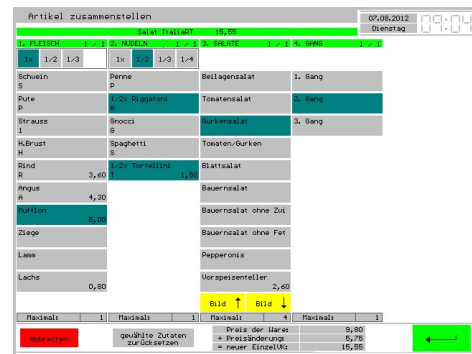 Artikel zusammenstellen
07.08.2012
Dienstag
Salat ItaliaRT 15,55
1. FLEISCH 1 / 1 2. NUDELN 1 / 1 3. SALATE 1 / 1 4. GANG 1 / 1
1x 1/2 1/3 1x 1/2 1/3 1/4
Schwein
S
Penne
P
Beilagensalat
1. Gang
Pute
P
1/2x Riggatoni
R
Tomatensalat
2. Gang
Strauss
1
Gnocci
G
Gurkensalat
3. Gang
H.Brust
H
Spaghetti
S
Tomaten/Gurken
Rind
R 3,60
1/2x Tortellini
T 1,50
Blattsalat
Angus
A 4,30
Bauernsalat
Mufflon
5,00
Bauernsalat ohne Zwi
Ziege
Bauernsalat ohne Fet
Lamm
Pepperonis
Lachs
0,80
Vorspeisenteller
2,60
Bild ↑ Bild ↓
Maximal: 1 Maximal: 1 Maximal: 4 Maximal: 1
Abbrechen
gewählte Zutaten
zurücksetzen
Preis der Ware: 9,80
+ Preisänderung: 5,75
= neuer EinzelVK: 15,55